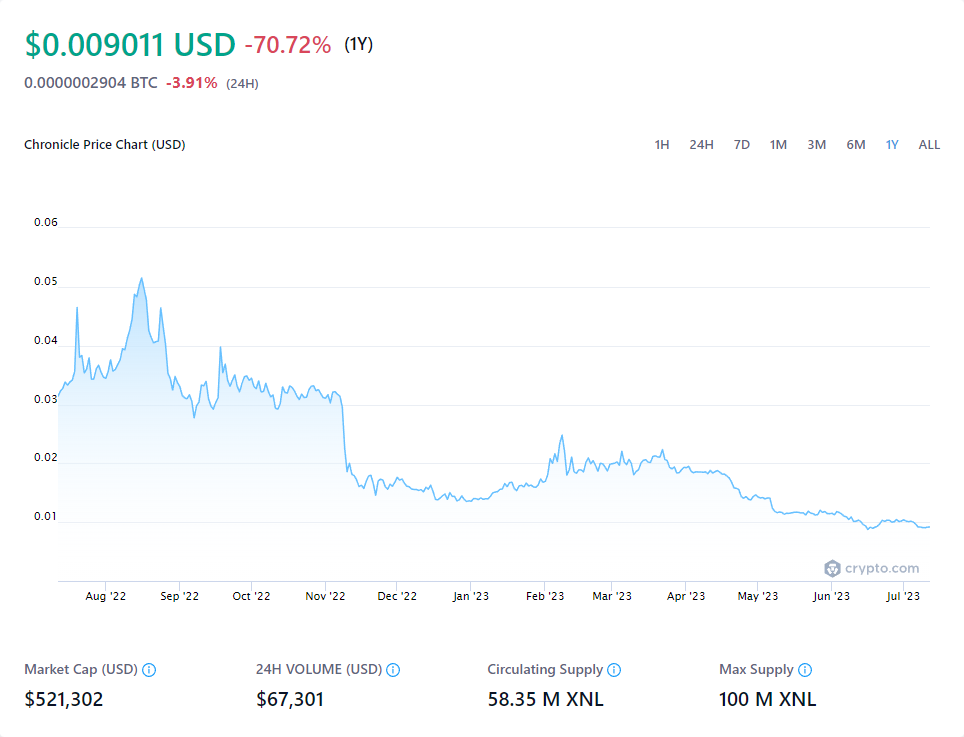 $0.009011 USD -70.72% (1Y)
0.0000002904 BTC -3.91% (24H)
Chronicle Price Chart (USD) 1H 24H 7D 1M 3M 6M 1Y ALL
0.06
0.05
0.04
0.03
0.02
0.01
crypto.com
Aug '22 Sep '22 Oct '22 Nov '22 Dec '22 Jan '23 Feb '23 Mar '23 Apr '23 May '23 Jun '23 Jul '23
Market Cap (USD) 24H VOLUME (USD) Circulating Supply Max Supply
$521,302 $67,301 58.35 M XNL 100 M XNL